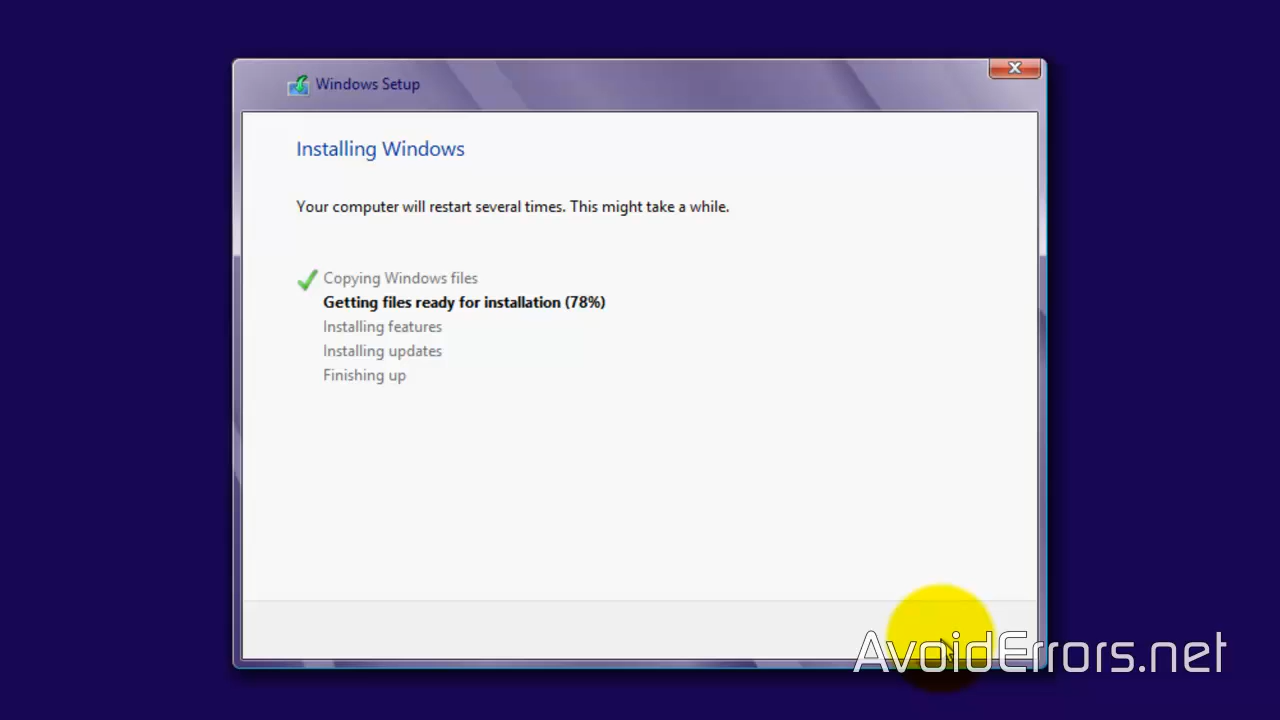 Windows Setup
Installing Windows
Your computer will restart several times. This might take a while.
Copying Windows files
Getting files ready for installation (78%)
Installing features
Installing updates
Finishing up
AvoidErrors.net